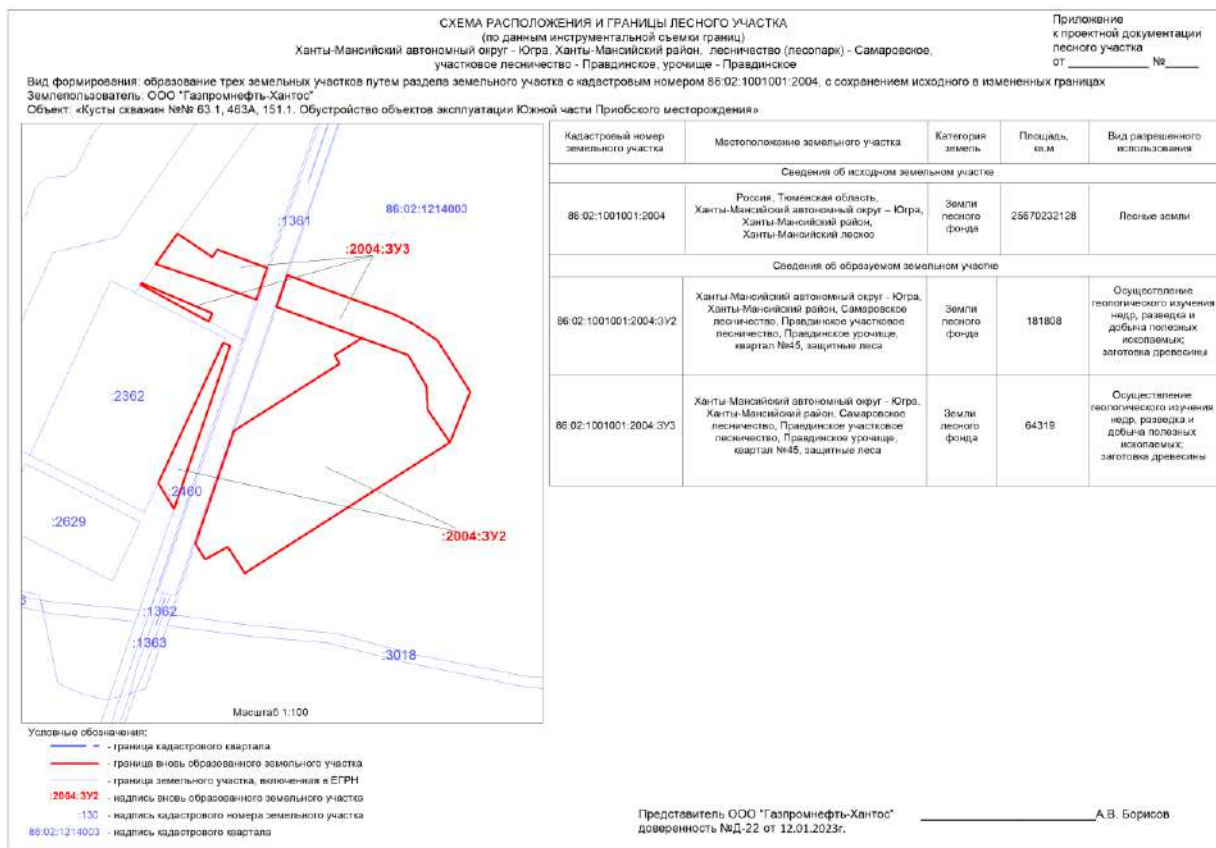 СХЕМА РАСПОЛОЖЕНИЯ И ГРАНИЦЫ ЛЕСНОГО УЧАСТКА
(по данным инструментальной съемки границ)
Ханты-Мансийский автономный округ - Югра, Ханты-Мансийский район, лесничество (лесопарк) - Самаровское,
участковое лесничество - Правдинское, урочище - Правдинское
Приложение
к проектной документации
лесного участка
от ____________ №_____
Вид формирования: образование трех земельных участков путем раздела земельного участка с кадастровым номером 86:02:1001001:2004, с сохранением исходного в измененных границах
Землепользователь: ООО "Газпромнефть-Хантос"
Объект: «Кусты скважин №№ 63.1, 463А, 151.1. Обустройство объектов эксплуатации Южной части Приобского месторождения»
:1361
86:02:1214003
:2004:ЗУ3
:2362
:2460
:2629
:2004:ЗУ2
:1362
:1363
:3018
Масштаб 1:100
Кадастровый номер земельного участка
Местоположение земельного участка
Категория земель
Площадь, кв.м
Вид разрешенного использования
Сведения об исходном земельном участке
86:02:1001001:2004
Россия, Тюменская область,
Ханты-Мансийский автономный округ – Югра,
Ханты-Мансийский район,
Ханты-Мансийский лесхоз
Земли лесного фонда
25670232128
Лесные земли
Сведения об образуемом земельном участке
86:02:1001001:2004:ЗУ2
Ханты-Мансийский автономный округ - Югра,
Ханты-Мансийский район, Самаровское
лесничество, Правдинское участковое
лесничество, Правдинское урочище,
квартал №45, защитные леса
Земли лесного фонда
181808
Осуществление
геологического изучения
недр, разведка и
добыча полезных
ископаемых;
заготовка древесины
86:02:1001001:2004:ЗУ3
Ханты-Мансийский автономный округ - Югра,
Ханты-Мансийский район, Самаровское
лесничество, Правдинское участковое
лесничество, Правдинское урочище,
квартал №45, защитные леса
Земли лесного фонда
64319
Осуществление
геологического изучения
недр, разведка и
добыча полезных
ископаемых;
заготовка древесины
Условные обозначения:
- граница кадастрового квартала
- граница вновь образованного земельного участка
- граница земельного участка, включенная в ЕГРН
:2004:ЗУ2 - надпись вновь образованного земельного участка
:130 - надпись кадастрового номера земельного участка
86:02:1214003 - надпись кадастрового квартала
Представитель ООО "Газпромнефть-Хантос" ____________________ А.В. Борисов
доверенность №Д-22 от 12.01.2023г.